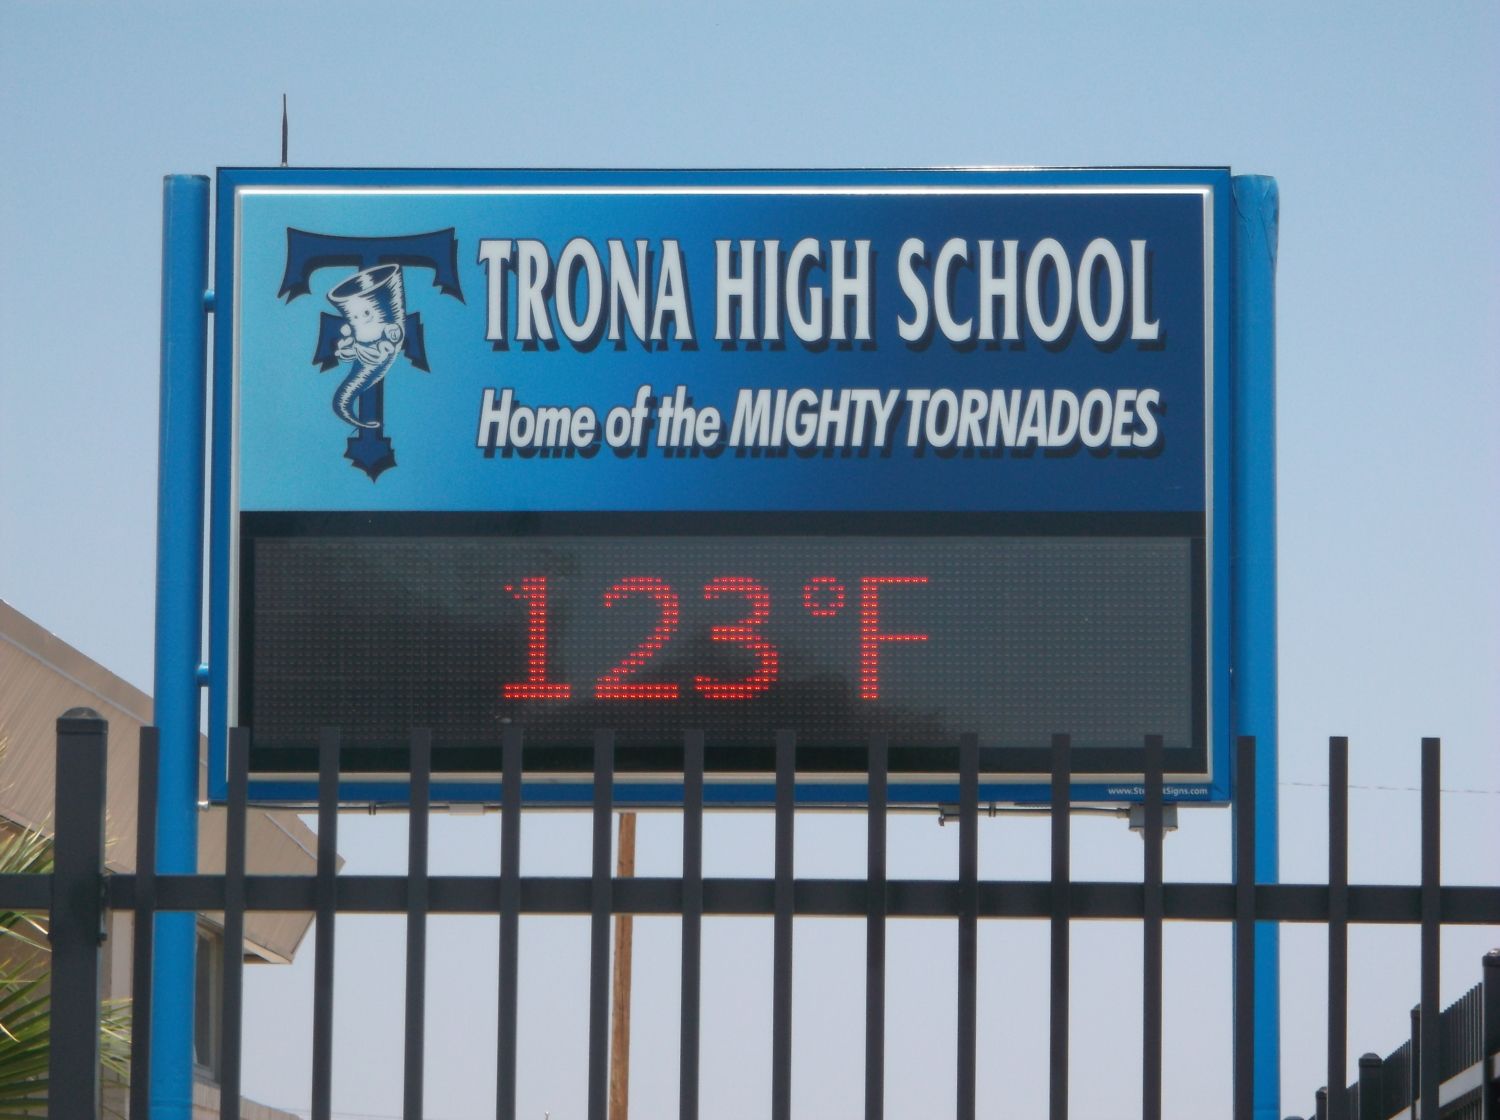 TRONA HIGH SCHOOL
Home of the MIGHTY TORNADOES
123°F